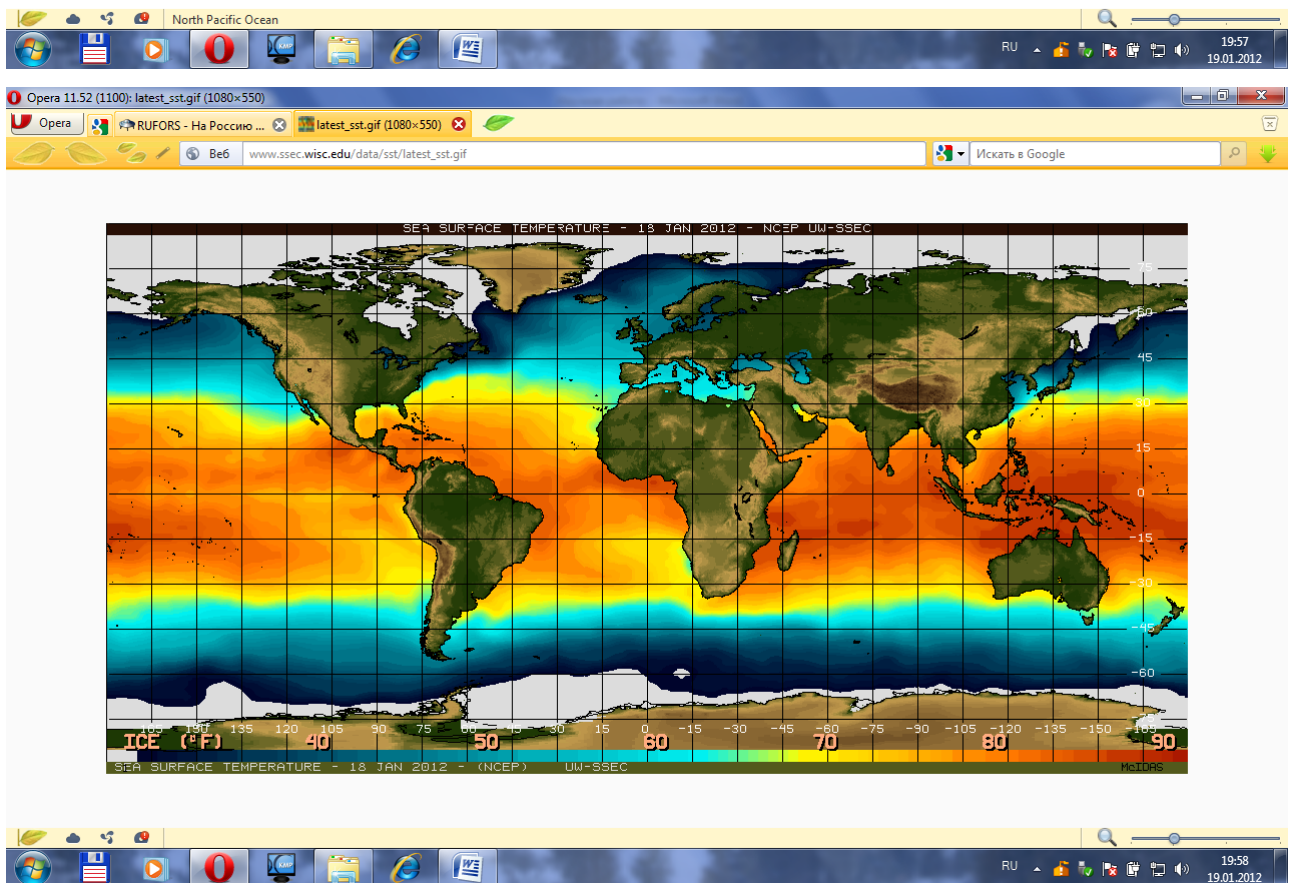 North Pacific Ocean
RU 19:57
19.01.2012
Opera 11.52 (1100): latest_sst.gif (1080×550)
Opera RUFORS - На Россию ... latest_sst.gif (1080×550)
Веб www.ssec.wisc.edu/data/sst/latest_sst.gif Искать в Google
SEA SURFACE TEMPERATURE - 18 JAN 2012 - NCEP UW-SSEC
75
60
45
30
15
0
-15
-30
-45
-60
165 150 135 120 105 90 75 60 45 30 15 0 -15 -30 -45 -60 -75 -90 -105 -120 -135 -150 -165
ICE (°F) 40 50 60 70 80 90
SEA SURFACE TEMPERATURE - 18 JAN 2012 - (NCEP) UW-SSEC McIDAS
RU 19:58
19.01.2012